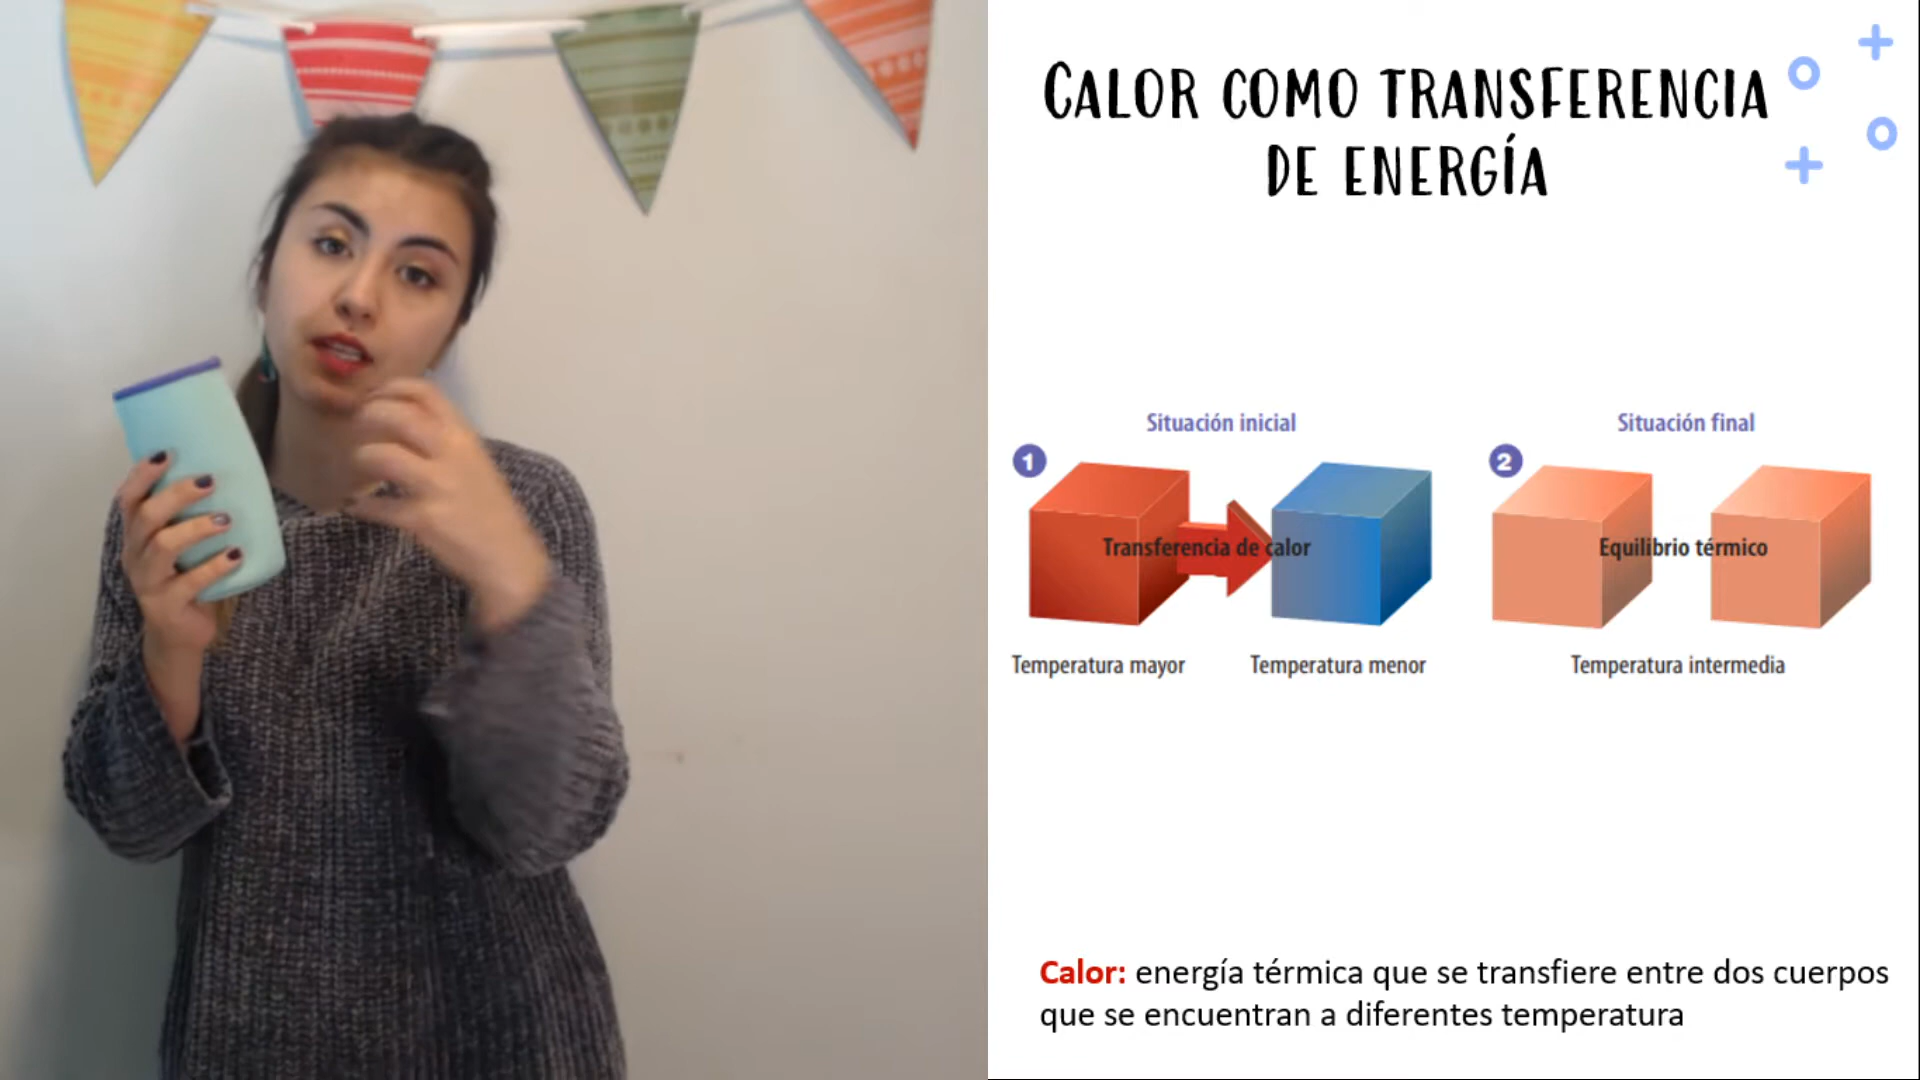 CALOR COMO TRANSFERENCIA
DE ENERGÍA
Situación inicial
Situación final
1
2
Transferencia de calor
Equilibrio térmico
Temperatura mayor
Temperatura menor
Temperatura intermedia
Calor: energía térmica que se transfiere entre dos cuerpos
que se encuentran a diferentes temperatura